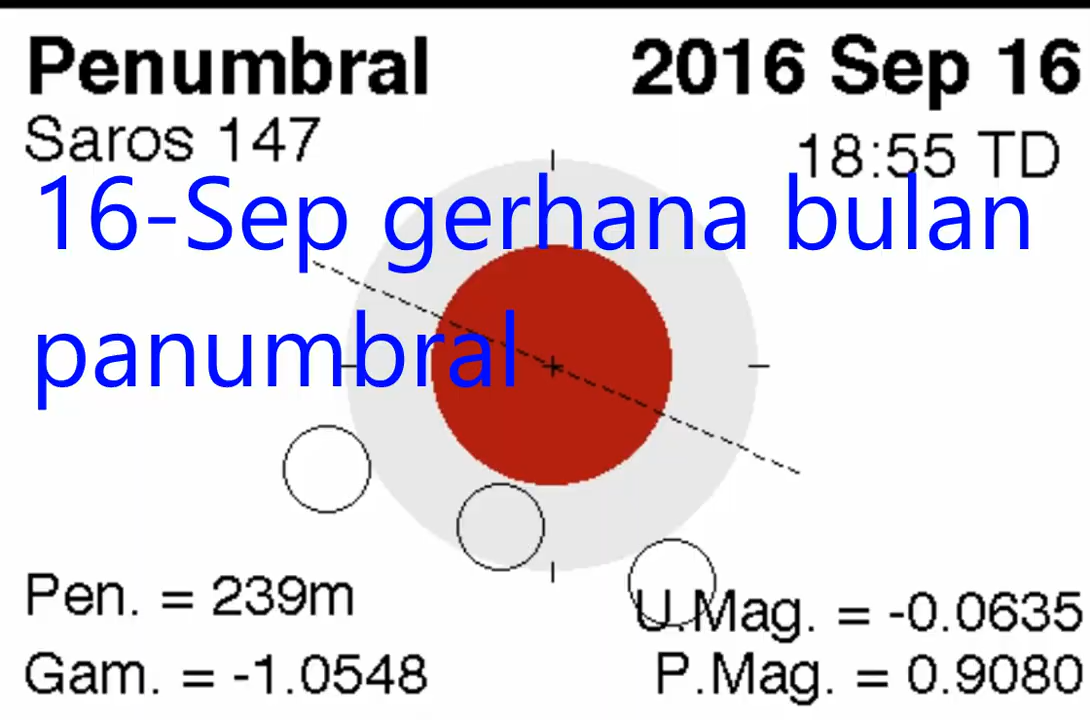 Penumbral 2016 Sep 16
Saros 147 18:55 TD
16-Sep gerhana bulan
panumbral
Pen. = 239m U.Mag. = -0.0635
Gam. = -1.0548 P.Mag. = 0.9080